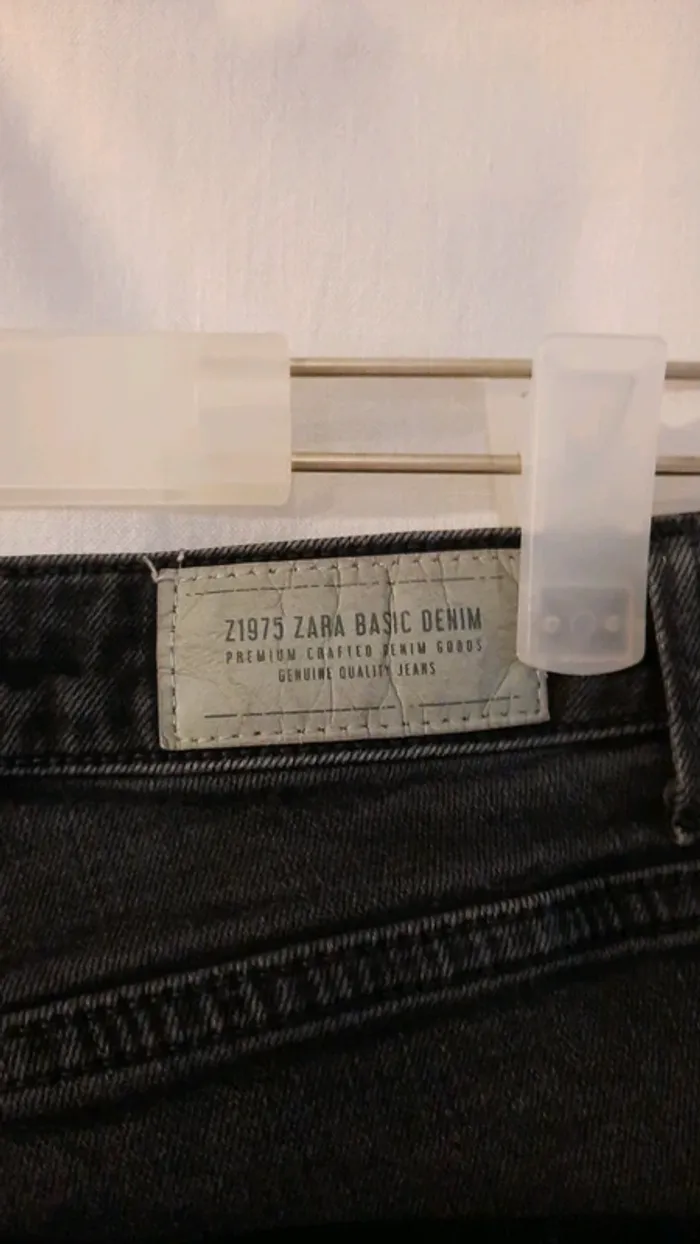 Z1975 ZARA BASIC DENIM
PREMIUM CRAFTED DENIM GOODS
GENUINE QUALITY JEANS